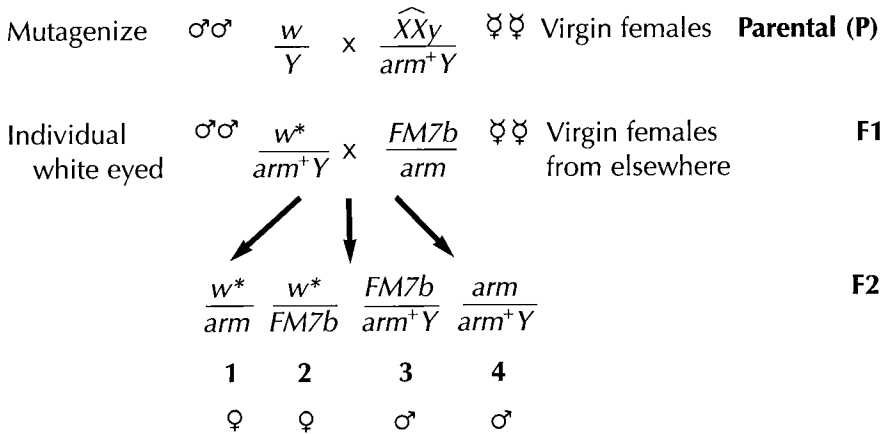 Mutagenize ♂♂ w/Y x X͡Xy/arm⁺Y ☿☿ Virgin females Parental (P)
Individual white eyed ♂♂ w*/arm⁺Y x FM7b/arm ☿☿ Virgin females from elsewhere F1
w*/arm w*/FM7b FM7b/arm⁺Y arm/arm⁺Y F2
1 2 3 4
♀ ♀ ♂ ♂